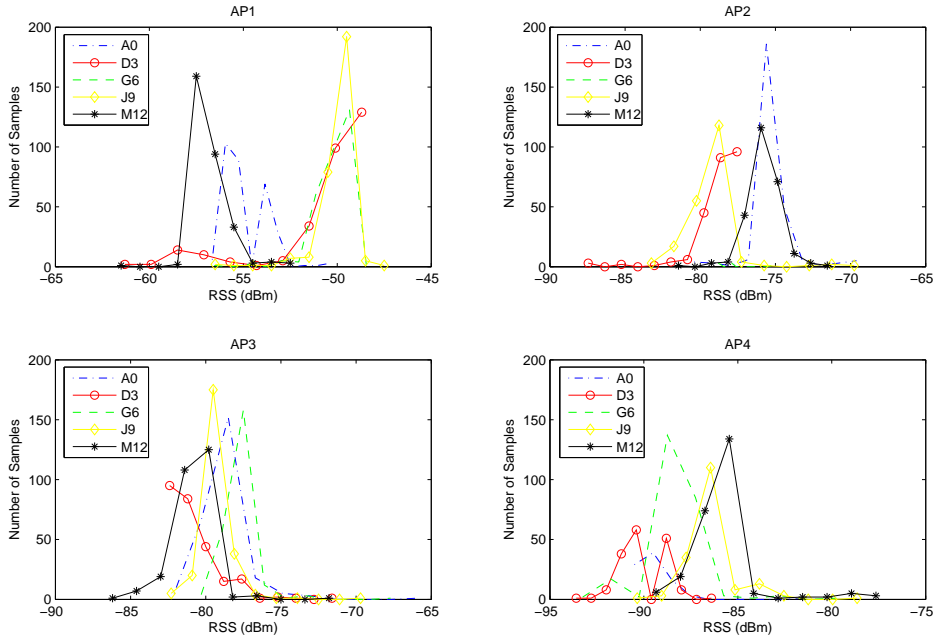 AP1
200
150
100
50
0
Number of Samples
A0
D3
G6
J9
M12
−65 −60 −55 −50 −45
RSS (dBm)
AP2
200
150
100
50
0
Number of Samples
A0
D3
G6
J9
M12
−90 −85 −80 −75 −70 −65
RSS (dBm)
AP3
200
150
100
50
0
Number of Samples
A0
D3
G6
J9
M12
−90 −85 −80 −75 −70 −65
RSS (dBm)
AP4
200
150
100
50
0
Number of Samples
A0
D3
G6
J9
M12
−95 −90 −85 −80 −75
RSS (dBm)